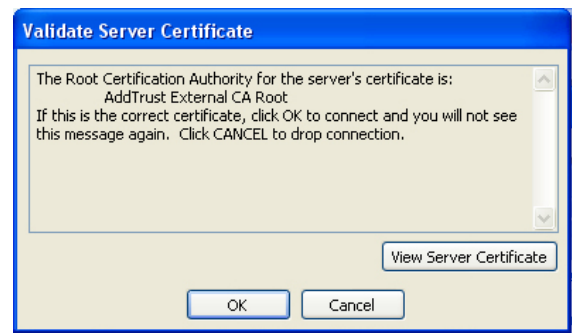 Validate Server Certificate
The Root Certification Authority for the server's certificate is:
AddTrust External CA Root
If this is the correct certificate, click OK to connect and you will not see
this message again.  Click CANCEL to drop connection.
View Server Certificate
OK
Cancel